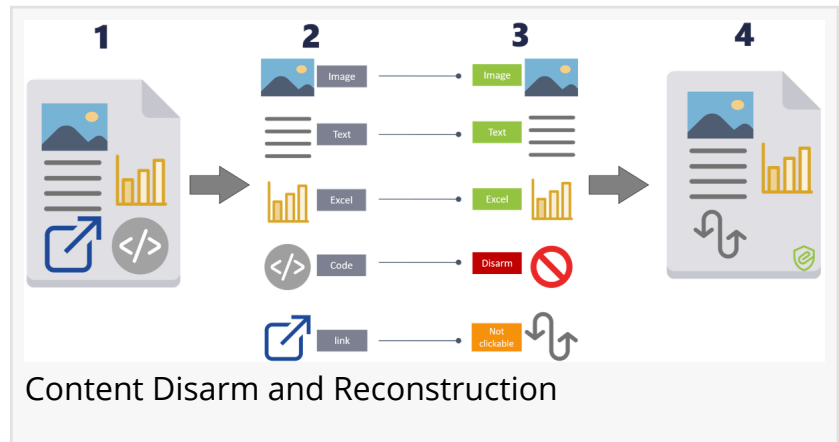 1 2 3 4
Image Image
Text Text
Excel Excel
</> Code Disarm
</>
link Not
clickable
Content Disarm and Reconstruction